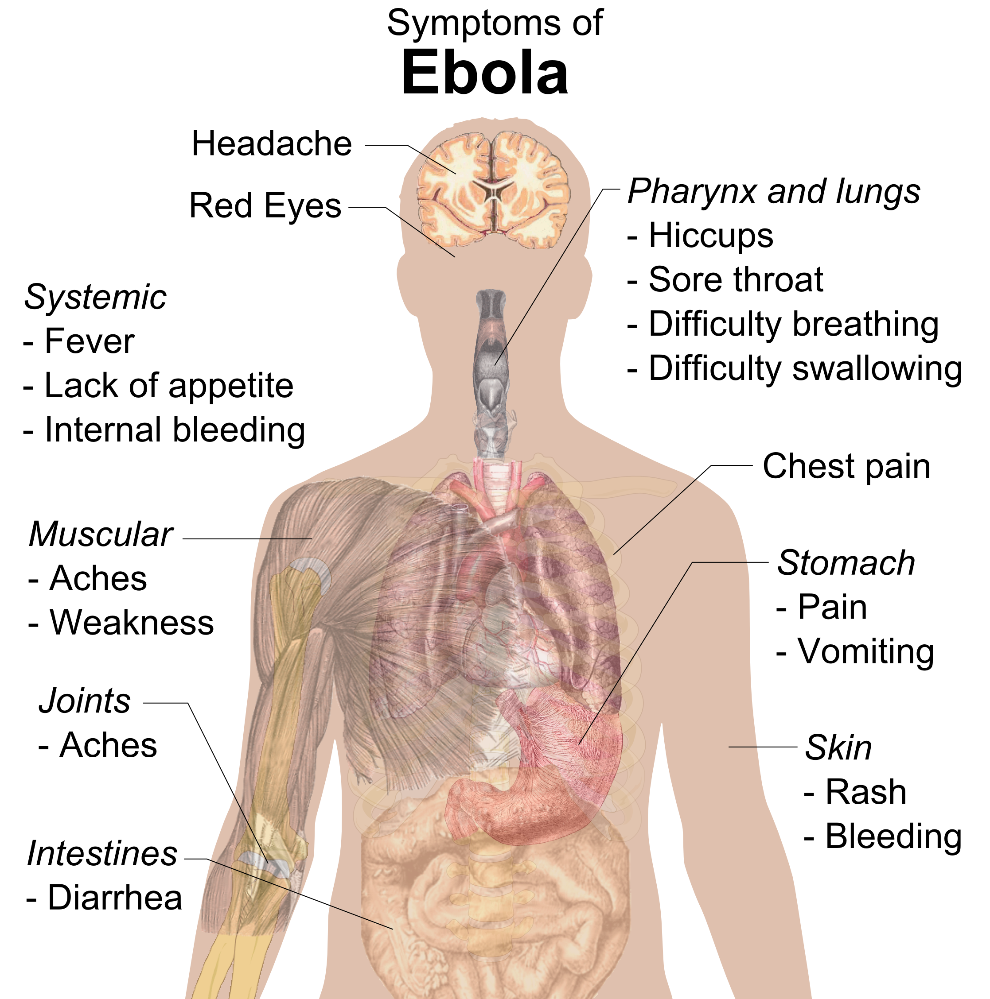 Symptoms of
Ebola
Headache
Red Eyes
Systemic
- Fever
- Lack of appetite
- Internal bleeding
Muscular
- Aches
- Weakness
Joints
- Aches
Intestines
- Diarrhea
Pharynx and lungs
- Hiccups
- Sore throat
- Difficulty breathing
- Difficulty swallowing
Chest pain
Stomach
- Pain
- Vomiting
Skin
- Rash
- Bleeding